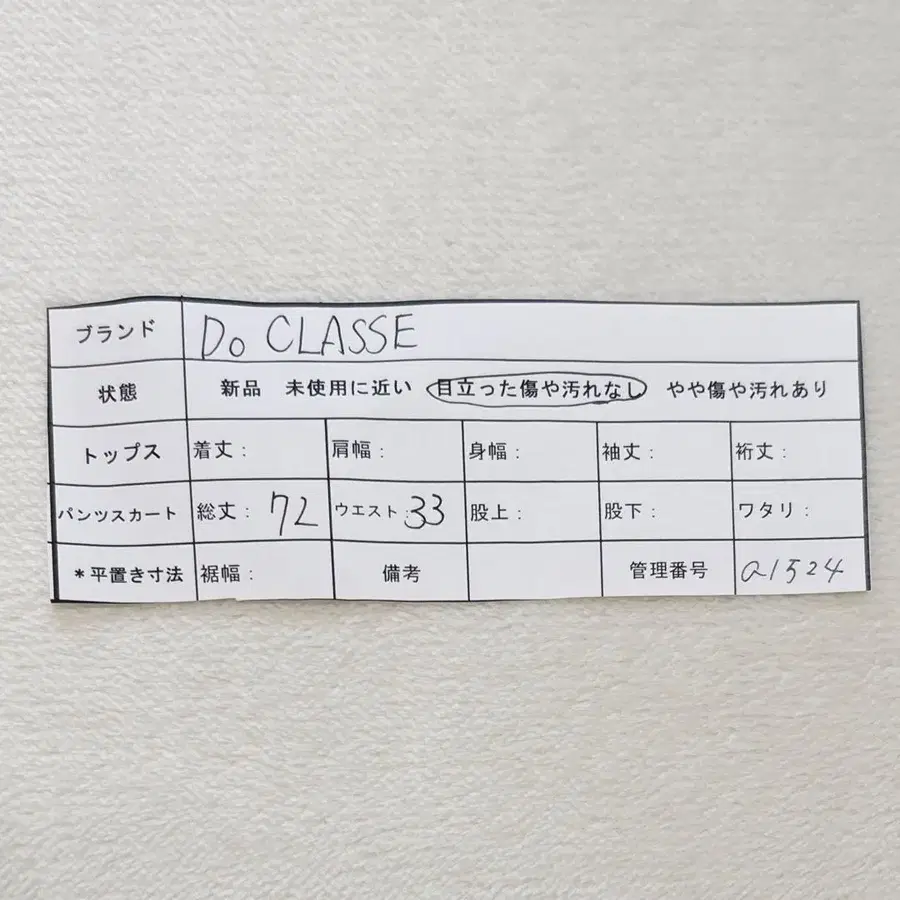 ブランド Do CLASSE
状態 新品 未使用に近い 目立った傷や汚れなし やや傷や汚れあり
トップス 着丈: 肩幅: 身幅: 袖丈: 裄丈:
パンツスカート 総丈: 72 ウエスト: 33 股上: 股下: ワタリ:
*平置き寸法 裾幅: 備考 管理番号 a1524